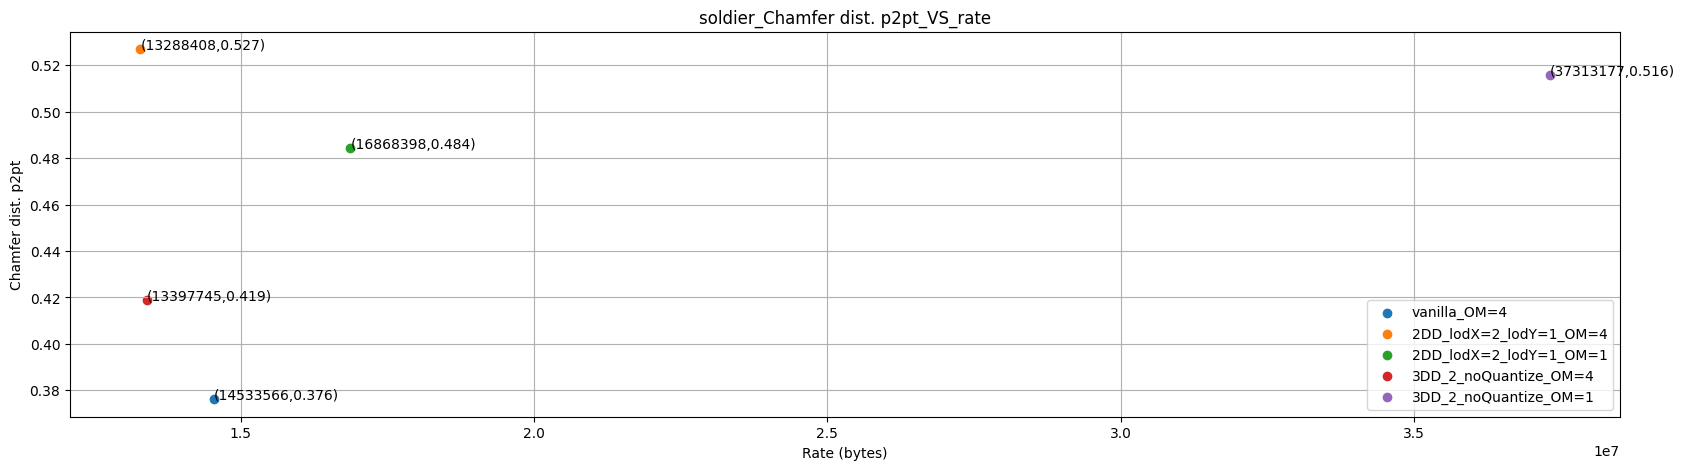 soldier_Chamfer dist. p2pt_VS_rate
(13288408,0.527)
(37313177,0.516)
(16868398,0.484)
(13397745,0.419)
(14533566,0.376)
Chamfer dist. p2pt
0.52
0.50
0.48
0.46
0.44
0.42
0.40
0.38
vanilla_OM=4
2DD_lodX=2_lodY=1_OM=4
2DD_lodX=2_lodY=1_OM=1
3DD_2_noQuantize_OM=4
3DD_2_noQuantize_OM=1
1.5 2.0 2.5 3.0 3.5
1e7
Rate (bytes)